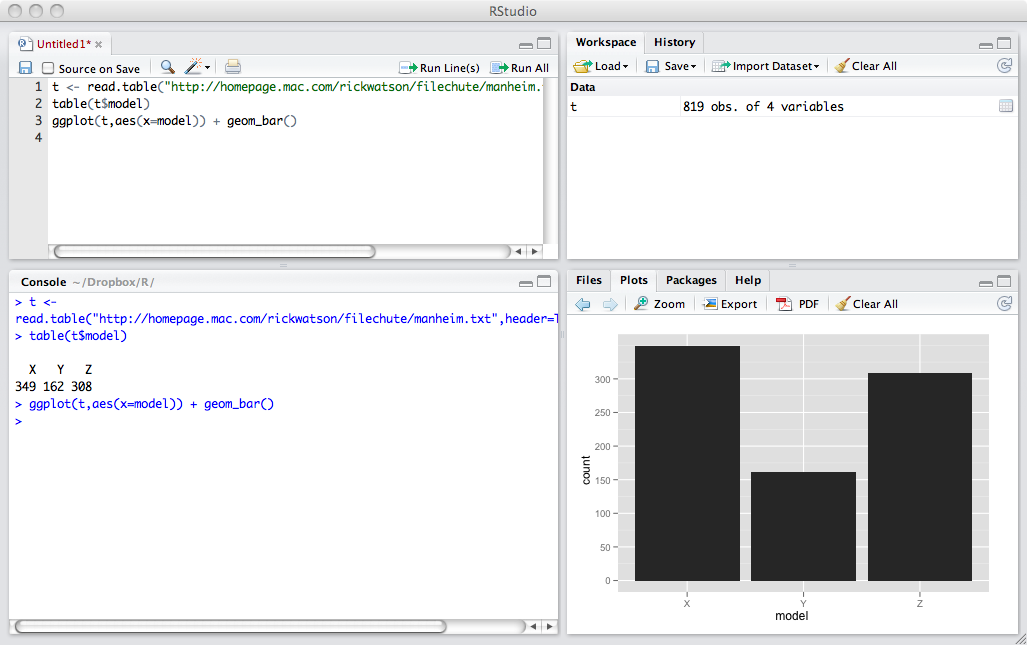 RStudio
Untitled1*
Source on Save
Run Line(s) Run All
1 t <- read.table("http://homepage.mac.com/rickwatson/filechute/manheim.
2 table(t$model)
3 ggplot(t,aes(x=model)) + geom_bar()
4
Workspace History
Load Save Import Dataset Clear All
Data
t 819 obs. of 4 variables
Console ~/Dropbox/R/
> t <-
read.table("http://homepage.mac.com/rickwatson/filechute/manheim.txt",header=T
> table(t$model)
X Y Z
349 162 308
> ggplot(t,aes(x=model)) + geom_bar()
>
Files Plots Packages Help
Zoom Export PDF Clear All
count
300
250
200
150
100
50
0
X Y Z
model